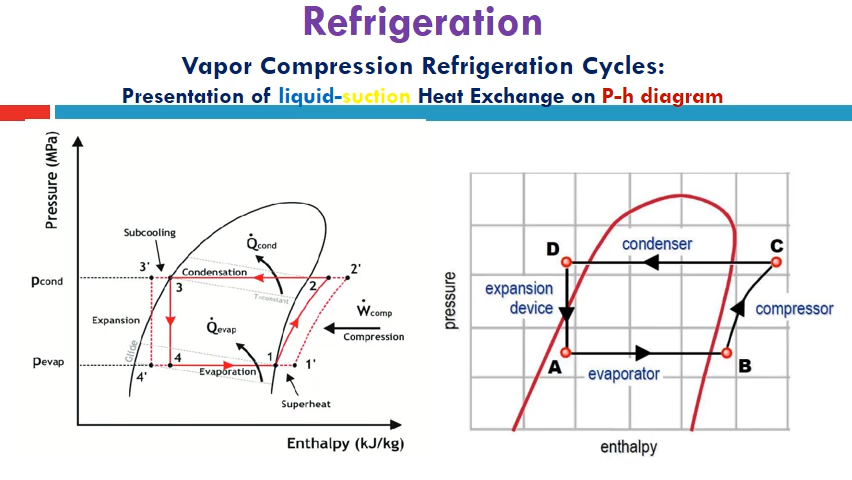 Refrigeration
Vapor Compression Refrigeration Cycles:
Presentation of liquid-suction Heat Exchange on P-h diagram
Pressure (MPa)
Subcooling
Q̇cond
3'
Condensation
2'
pcond
3
2
T=constant
Ẇcomp
Expansion
Q̇evap
Compression
Glide
pevap
4
1
1'
4'
Evaporation
Superheat
Enthalpy (kJ/kg)
D
condenser
C
pressure
expansion
device
compressor
A
evaporator
B
enthalpy